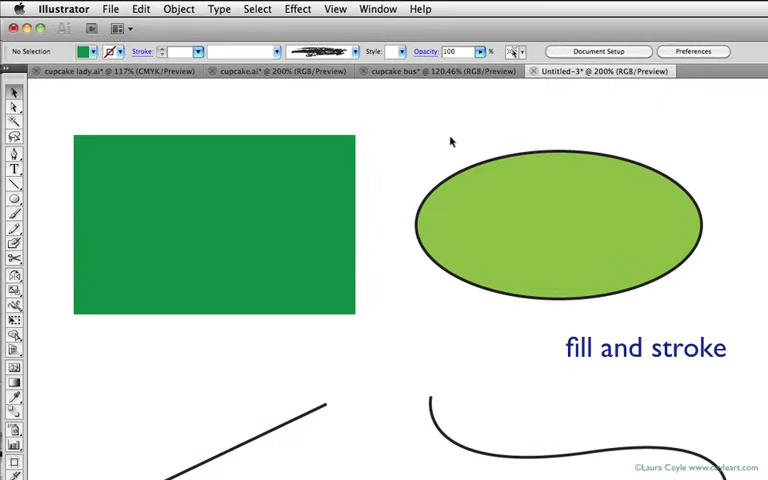 Illustrator File Edit Object Type Select Effect View Window Help
No Selection Stroke: Style: Opacity: 100 % Document Setup Preferences
cupcake lady.ai* @ 117% (CMYK/Preview) cupcake.ai* @ 200% (RGB/Preview) cupcake bus* @ 120.46% (RGB/Preview) Untitled-3* @ 200% (RGB/Preview)
fill and stroke
©Laura Coyle www.coyleart.com